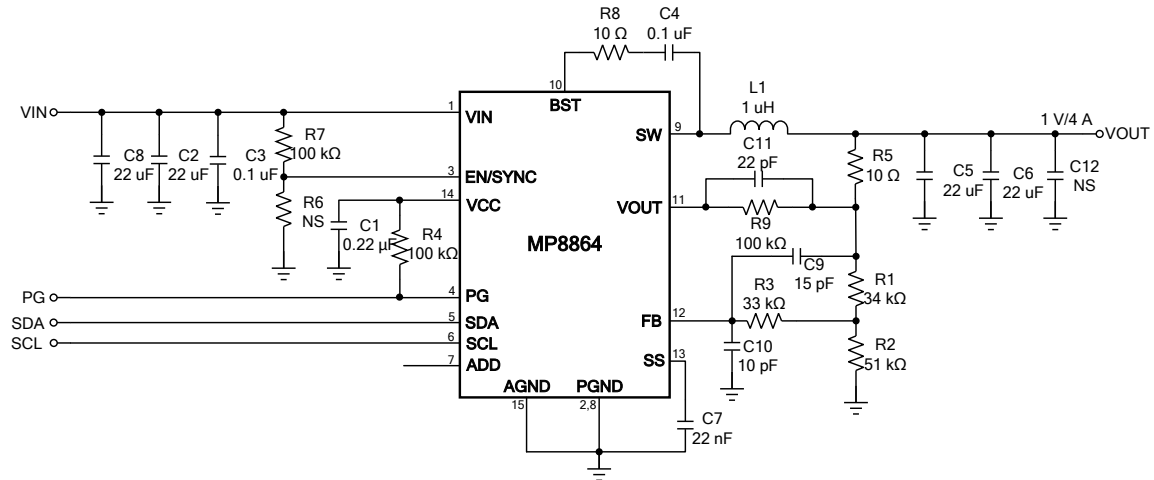 R8
10 Ω
C4
0.1 uF
10
BST
VIN
1
VIN
L1
1 uH
SW
9
1 V/4 A
VOUT
C8
22 uF
C2
22 uF
C3
0.1 uF
R7
100 kΩ
C11
22 pF
R5
10 Ω
C5
22 uF
C6
22 uF
C12
NS
3
EN/SYNC
14
VCC
R6
NS
C1
0.22 µF
R4
100 kΩ
VOUT
11
R9
100 kΩ
MP8864
C9
15 pF
R1
34 kΩ
R3
33 kΩ
PG
4
PG
SDA
5
SDA
SCL
6
SCL
7
ADD
FB
12
C10
10 pF
R2
51 kΩ
SS
13
AGND
PGND
15
2,8
C7
22 nF